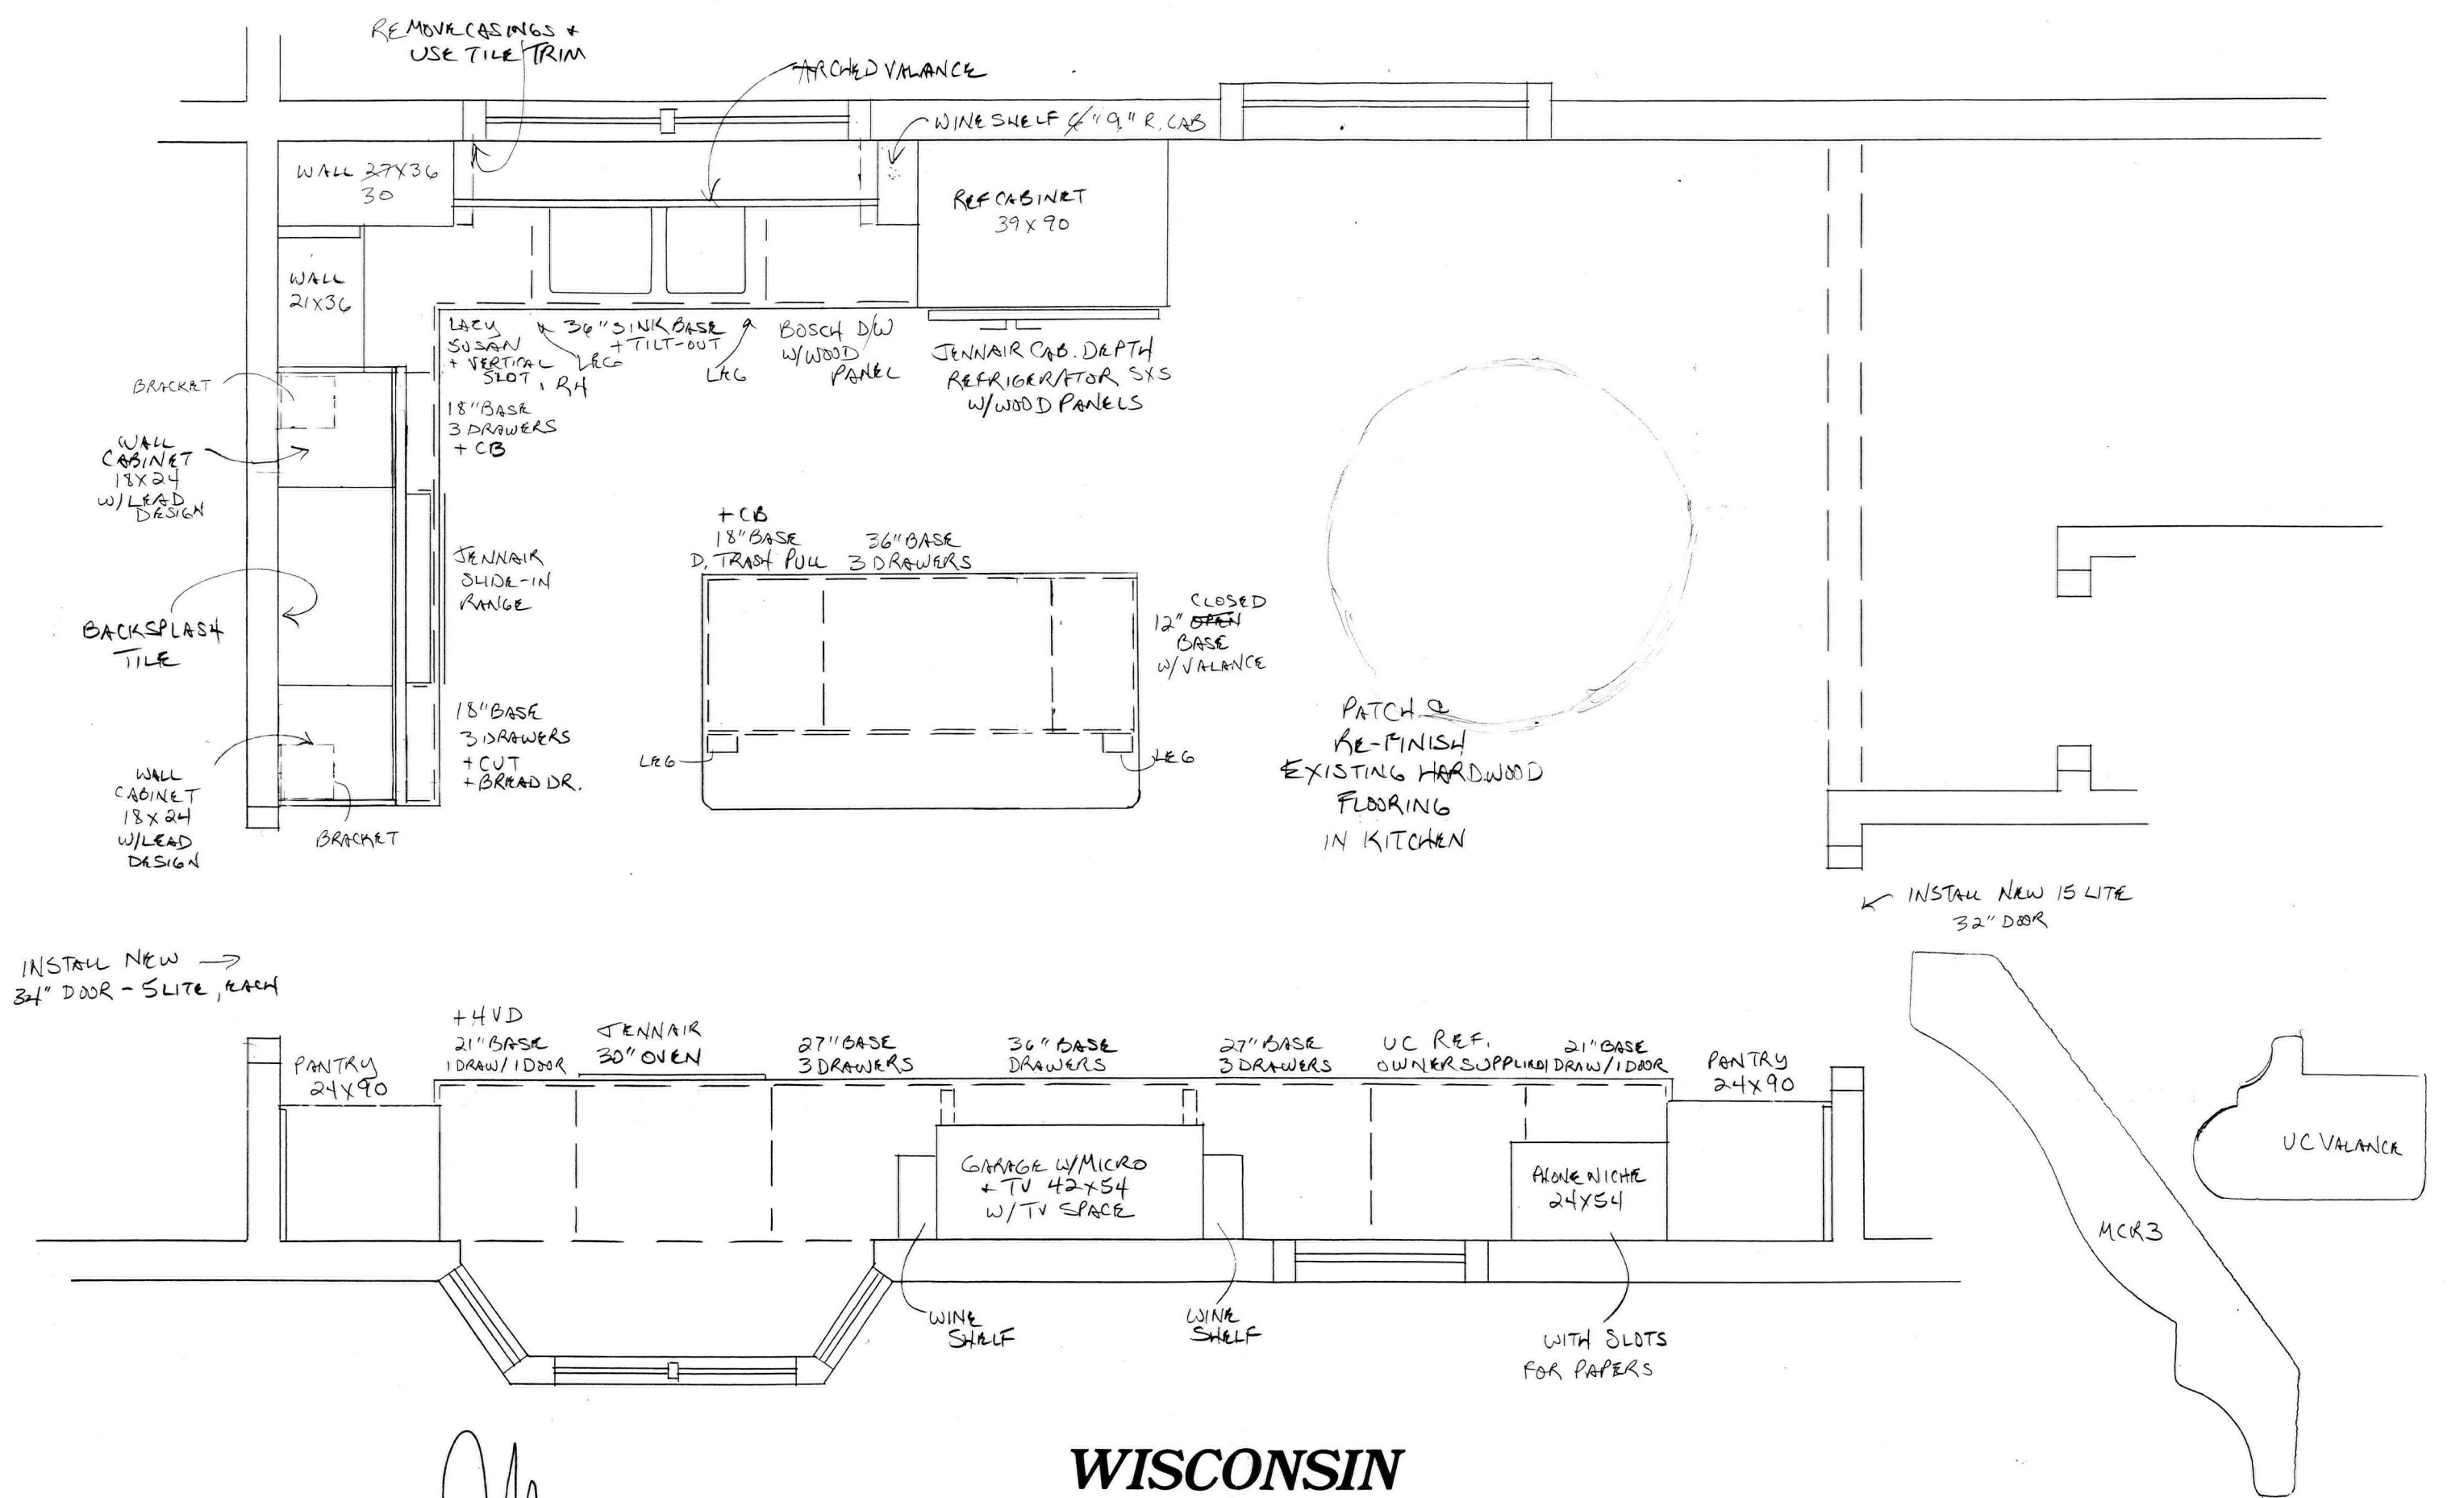 REMOVE CASINGS &
USE TILE TRIM
ARCHED VALANCE
WINE SHELF 9" R. CAB
WALL 27X36
30
REF CABINET
39X90
WALL
21X36
LAZY
SUSAN
+ VERTICAL
SLOT, RH
36" SINK BASE
+ TILT-OUT
LEG
LEG
BOSCH D/W
W/WOOD
PANEL
JENNAIR CAB. DEPTH
REFRIGERATOR SXS
W/WOOD PANELS
BRACKET
18" BASE
3 DRAWERS
+ CB
WALL
CABINET
18X24
W/LEAD
DESIGN
+ CB
18" BASE
D. TRASH PULL
36" BASE
3 DRAWERS
JENNAIR
SLIDE-IN
RANGE
BACKSPLASH
TILE
CLOSED
12" OPEN
BASE
W/VALANCE
18" BASE
3 DRAWERS
+ CUT
+ BREAD DR.
LEG
LEG
PATCH &
RE-FINISH
EXISTING HARDWOOD
FLOORING
IN KITCHEN
WALL
CABINET
18X24
W/LEAD
DESIGN
BRACKET
INSTALL NEW 15 LITE
32" DOOR
INSTALL NEW
34" DOOR - 5 LITE, EACH
PANTRY
24X90
+ HVD
21" BASE
1 DRAW/1 DOOR
JENNAIR
30" OVEN
27" BASE
3 DRAWERS
36" BASE
DRAWERS
27" BASE
3 DRAWERS
UC REF.
OWNER SUPPLIED
21" BASE
1 DRAW/1 DOOR
PANTRY
24X90
GARAGE W/MICRO
+ TV 42X54
W/TV SPACE
PHONE NICHE
24X54
UC VALANCE
MCR3
WINE
SHELF
WINE
SHELF
WITH SLOTS
FOR PAPERS
WISCONSIN